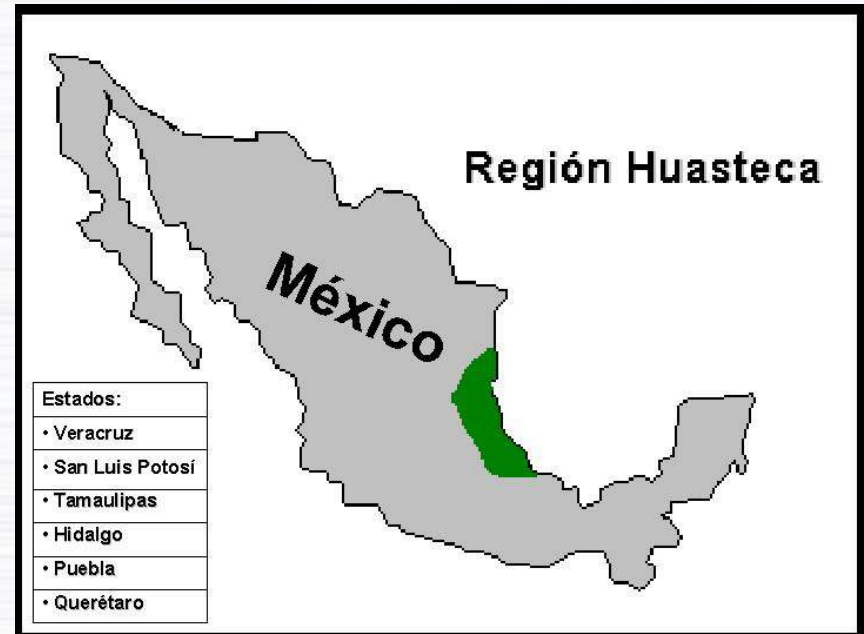 Región Huasteca
México
Estados:
• Veracruz
• San Luis Potosí
• Tamaulipas
• Hidalgo
• Puebla
• Querétaro